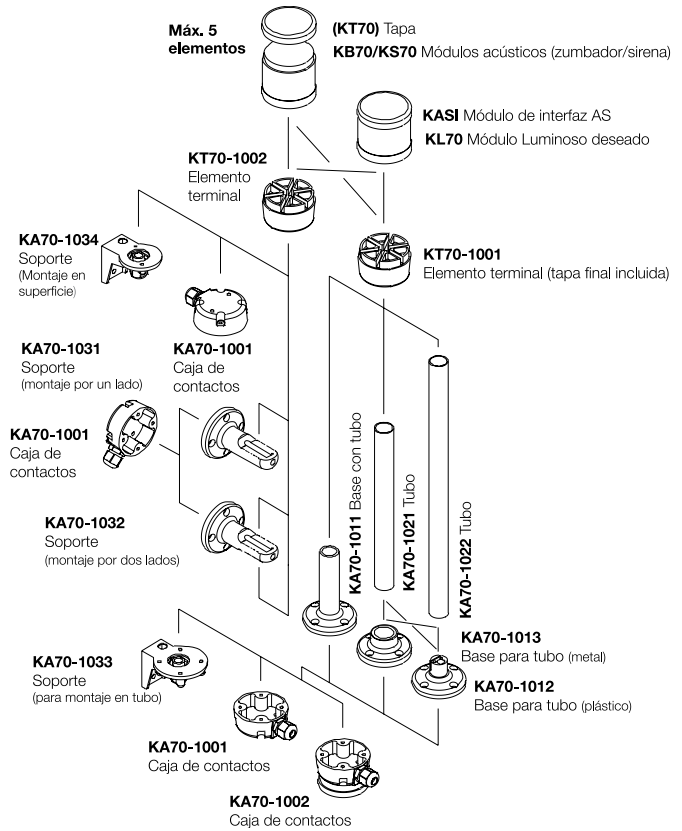 Máx. 5
elementos
(KT70) Tapa
KB70/KS70 Módulos acústicos (zumbador/sirena)
KASI Módulo de interfaz AS
KL70 Módulo Luminoso deseado
KT70-1002
Elemento
terminal
KT70-1001
Elemento terminal (tapa final incluida)
KA70-1034
Soporte
(Montaje en
superficie)
KA70-1031
Soporte
(montaje por un lado)
KA70-1001
Caja de
contactos
KA70-1001
Caja de
contactos
KA70-1032
Soporte
(montaje por dos lados)
KA70-1011 Base con tubo
KA70-1021 Tubo
KA70-1022 Tubo
KA70-1013
Base para tubo (metal)
KA70-1012
Base para tubo (plástico)
KA70-1033
Soporte
(para montaje en tubo)
KA70-1001
Caja de contactos
KA70-1002
Caja de contactos